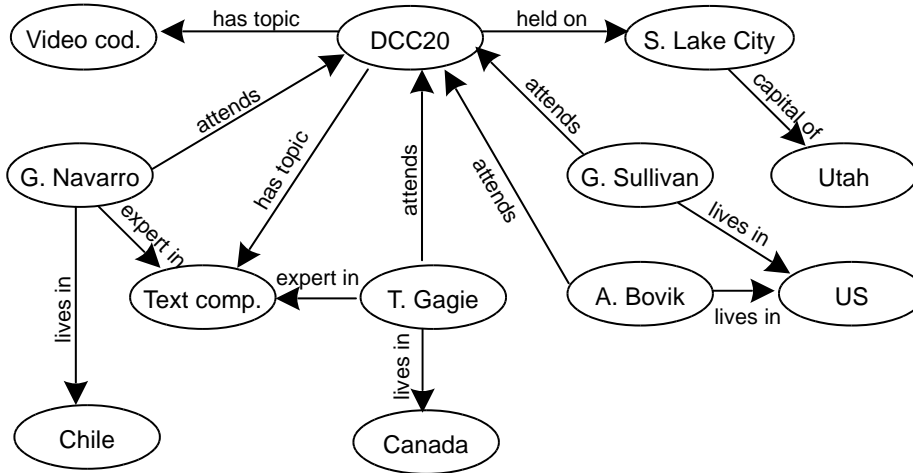 has topic
held on
Video cod.
DCC20
S. Lake City
attends
attends
capital of
has topic
attends
attends
G. Navarro
G. Sullivan
Utah
expert in
lives in
lives in
expert in
Text comp.
T. Gagie
A. Bovik
US
lives in
lives in
Chile
Canada